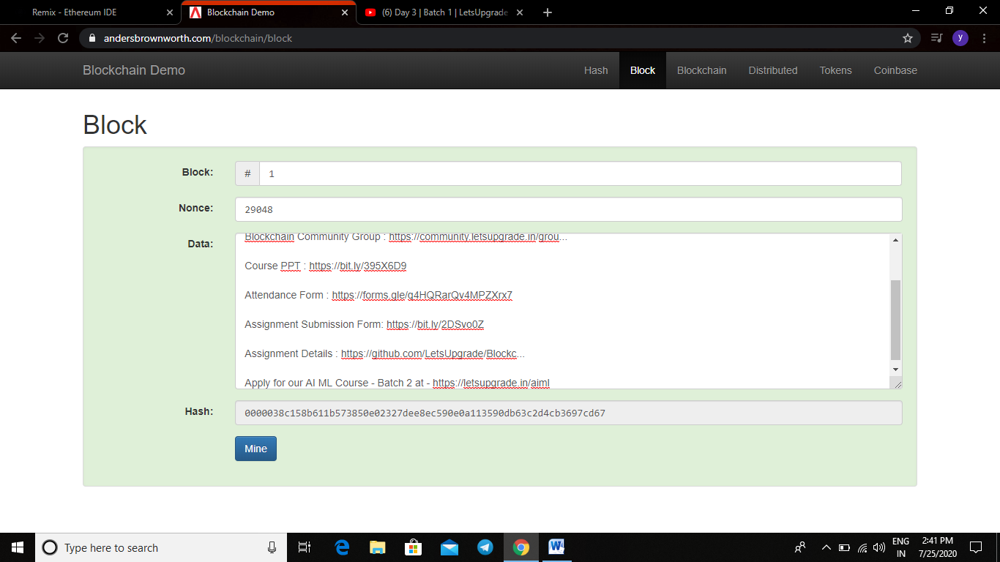 Remix - Ethereum IDE
Blockchain Demo
(6) Day 3 | Batch 1 | LetsUpgrade
andersbrownworth.com/blockchain/block
y
Blockchain Demo
Hash
Block
Blockchain
Distributed
Tokens
Coinbase
Block
Block:
# 1
Nonce:
29048
Data:
Blockchain Community Group : https://community.letsupgrade.in/grou...
Course PPT : https://bit.ly/395X6D9
Attendance Form : https://forms.gle/g4HQRarQv4MPZXrx7
Assignment Submission Form: https://bit.ly/2DSvo0Z
Assignment Details : https://github.com/LetsUpgrade/Blockc...
Apply for our AI ML Course - Batch 2 at - https://letsupgrade.in/aiml
Hash:
0000038c158b611b573850e02327dee8ec590e0a113590db63c2d4cb3697cd67
Mine
Type here to search
ENG
IN
2:41 PM
7/25/2020